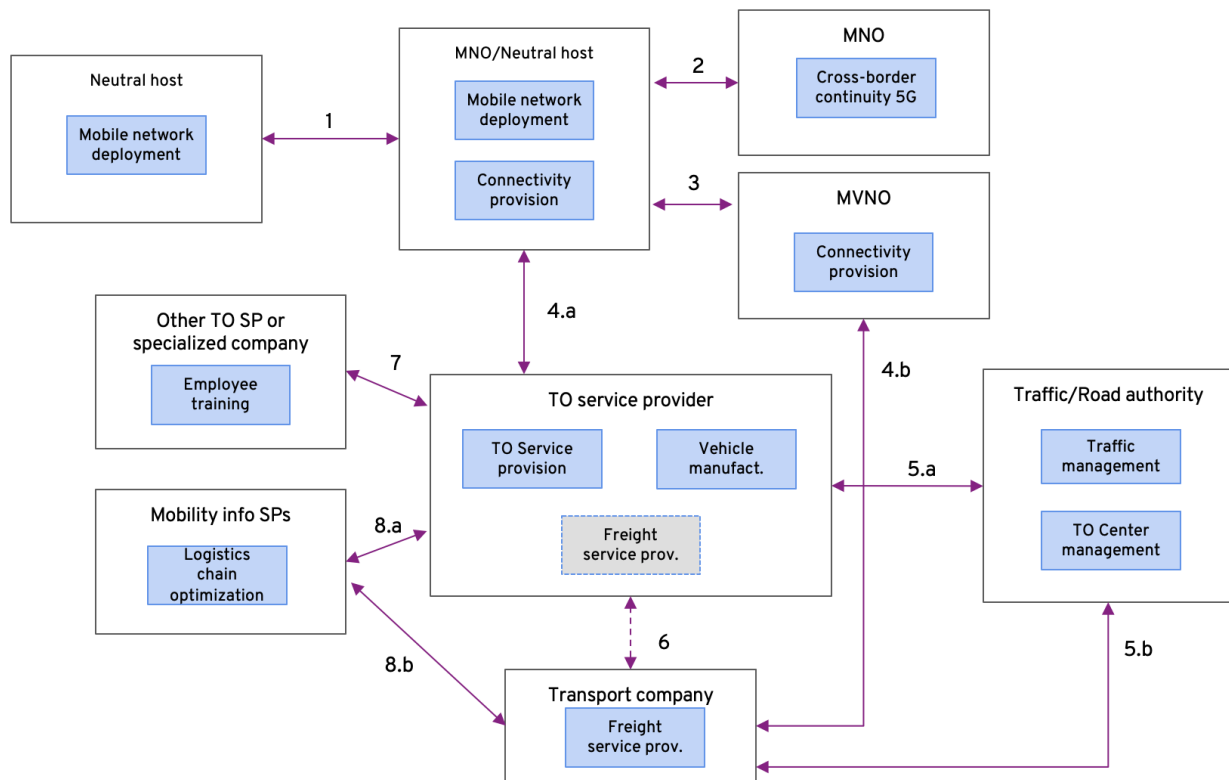 Neutral host
Mobile network
deployment
1
MNO/Neutral host
Mobile network
deployment
Connectivity
provision
2
MNO
Cross-border
continuity 5G
3
MVNO
Connectivity
provision
4.a
4.b
Other TO SP or
specialized company
Employee
training
7
TO service provider
TO Service
provision
Vehicle
manufact.
Freight
service prov.
5.a
Traffic/Road authority
Traffic
management
TO Center
management
Mobility info SPs
Logistics
chain
optimization
8.a
8.b
6
5.b
Transport company
Freight
service prov.